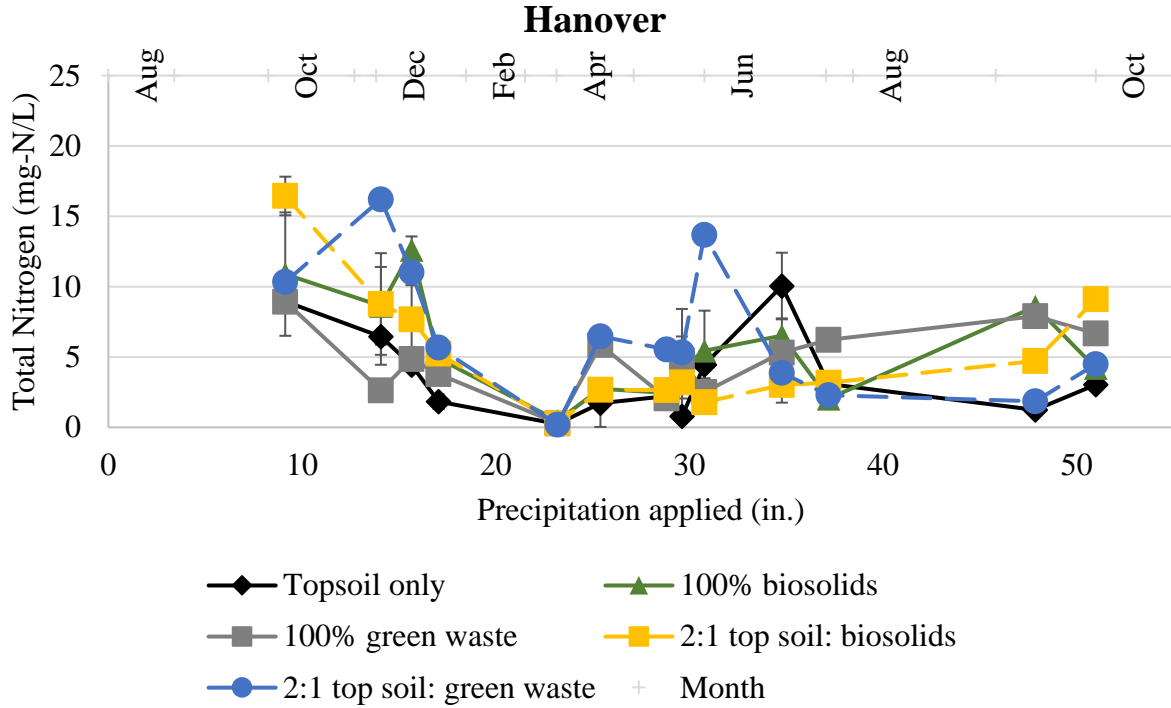 Hanover
Aug Oct Dec Feb Apr Jun Aug Oct
Total Nitrogen (mg-N/L)
25
20
15
10
5
0
0 10 20 30 40 50
Precipitation applied (in.)
Topsoil only 100% biosolids
100% green waste 2:1 top soil: biosolids
2:1 top soil: green waste Month